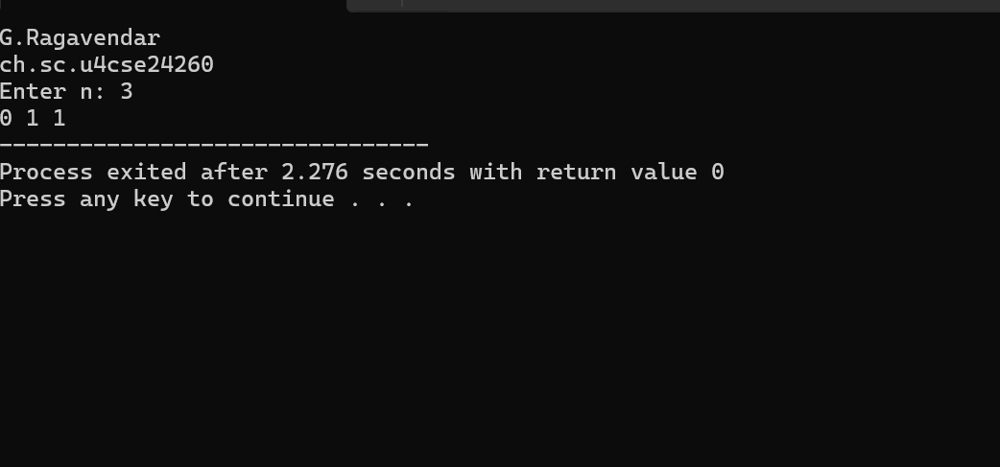 G.Ragavendar
ch.sc.u4cse24260
Enter n: 3
0 1 1
--------------------------------
Process exited after 2.276 seconds with return value 0
Press any key to continue . . .